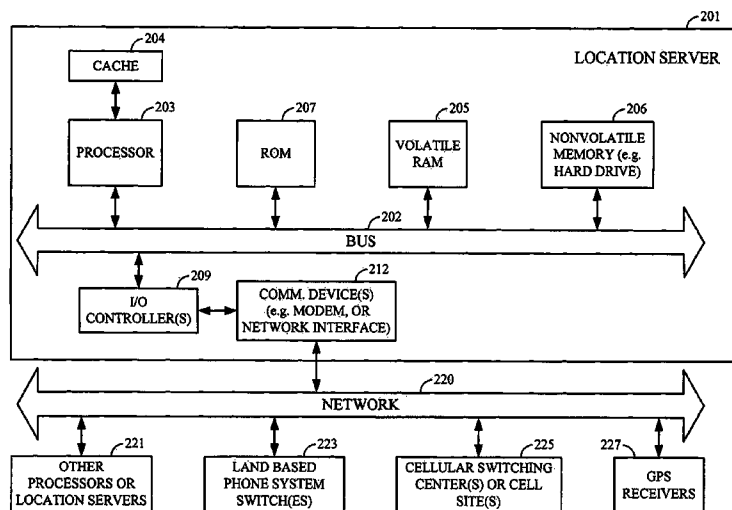 201
LOCATION SERVER
204
CACHE
203
PROCESSOR
207
ROM
205
VOLATILE
RAM
206
NONVOLATILE
MEMORY (e.g.
HARD DRIVE)
202
BUS
209
I/O
CONTROLLER(S)
212
COMM. DEVICE(S)
(e.g. MODEM, OR
NETWORK INTERFACE)
220
NETWORK
221
OTHER
PROCESSORS OR
LOCATION SERVERS
223
LAND BASED
PHONE SYSTEM
SWITCH(ES)
225
CELLULAR SWITCHING
CENTER(S) OR CELL
SITE(S)
227
GPS
RECEIVERS